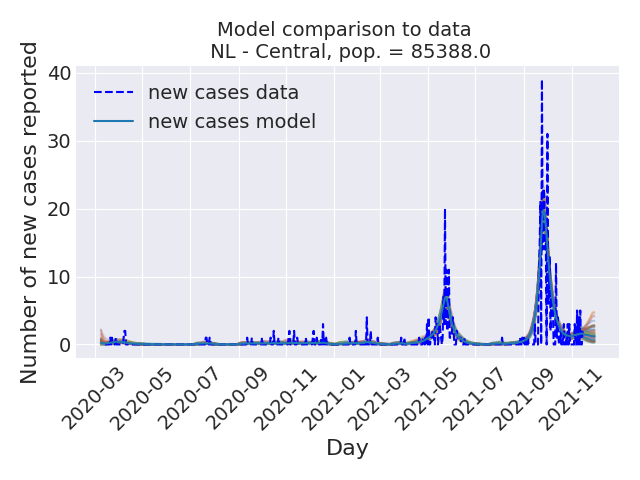 Model comparison to data
NL - Central, pop. = 85388.0
Number of new cases reported
40
30
20
10
0
new cases data
new cases model
2020-03
2020-05
2020-07
2020-09
2020-11
2021-01
2021-03
2021-05
2021-07
2021-09
2021-11
Day